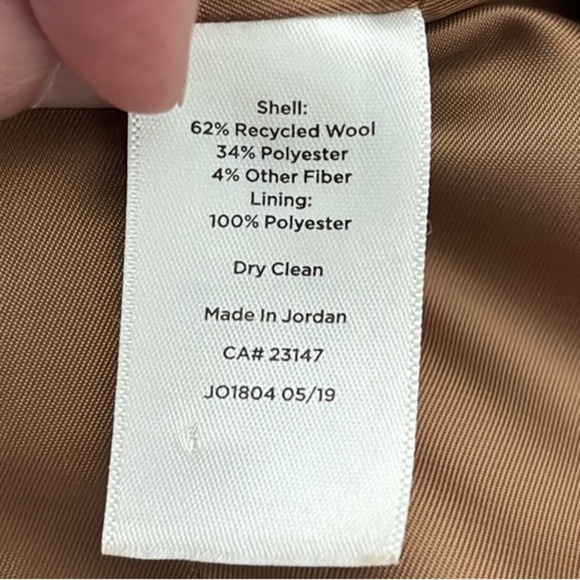 Shell:
62% Recycled Wool
34% Polyester
4% Other Fiber
Lining:
100% Polyester
Dry Clean
Made In Jordan
CA# 23147
JO1804 05/19